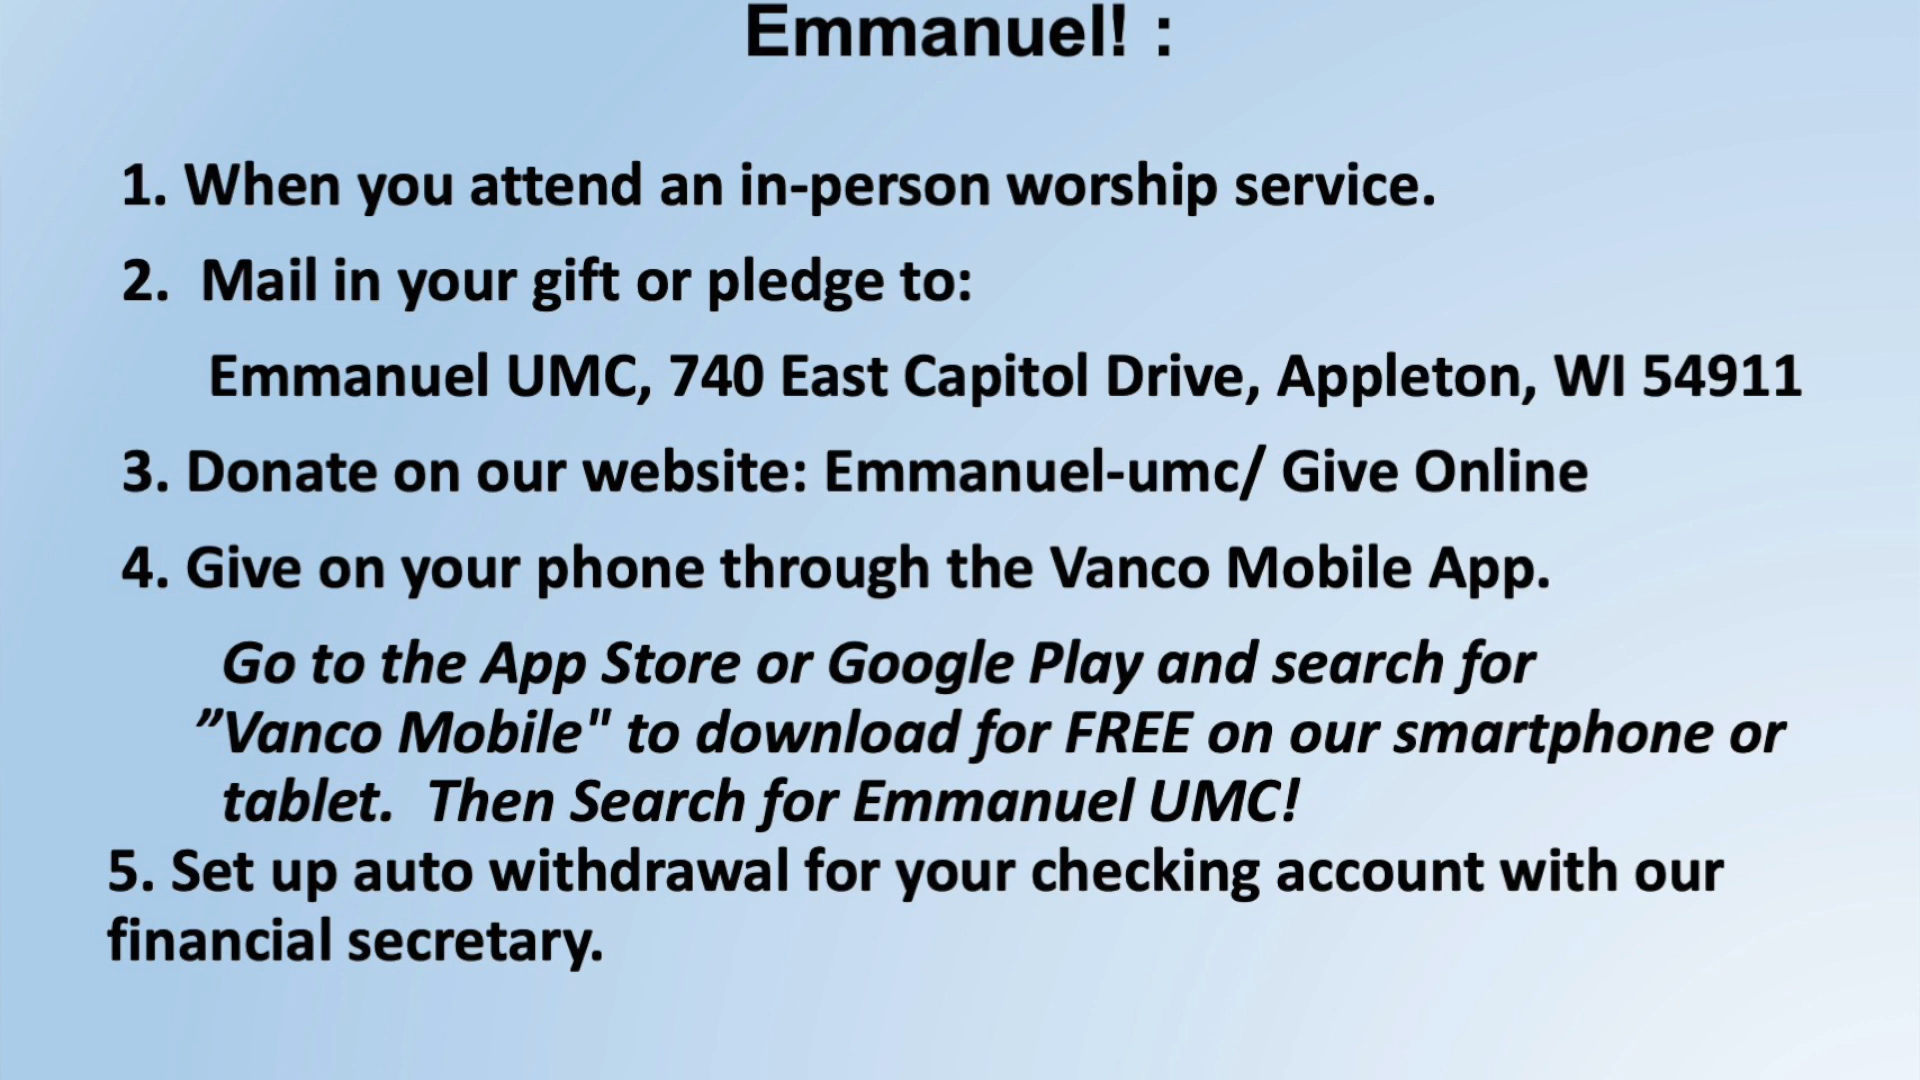 Emmanuel! :
1. When you attend an in-person worship service.
2. Mail in your gift or pledge to:
Emmanuel UMC, 740 East Capitol Drive, Appleton, WI 54911
3. Donate on our website: Emmanuel-umc/ Give Online
4. Give on your phone through the Vanco Mobile App.
Go to the App Store or Google Play and search for
”Vanco Mobile" to download for FREE on our smartphone or
tablet. Then Search for Emmanuel UMC!
5. Set up auto withdrawal for your checking account with our
financial secretary.